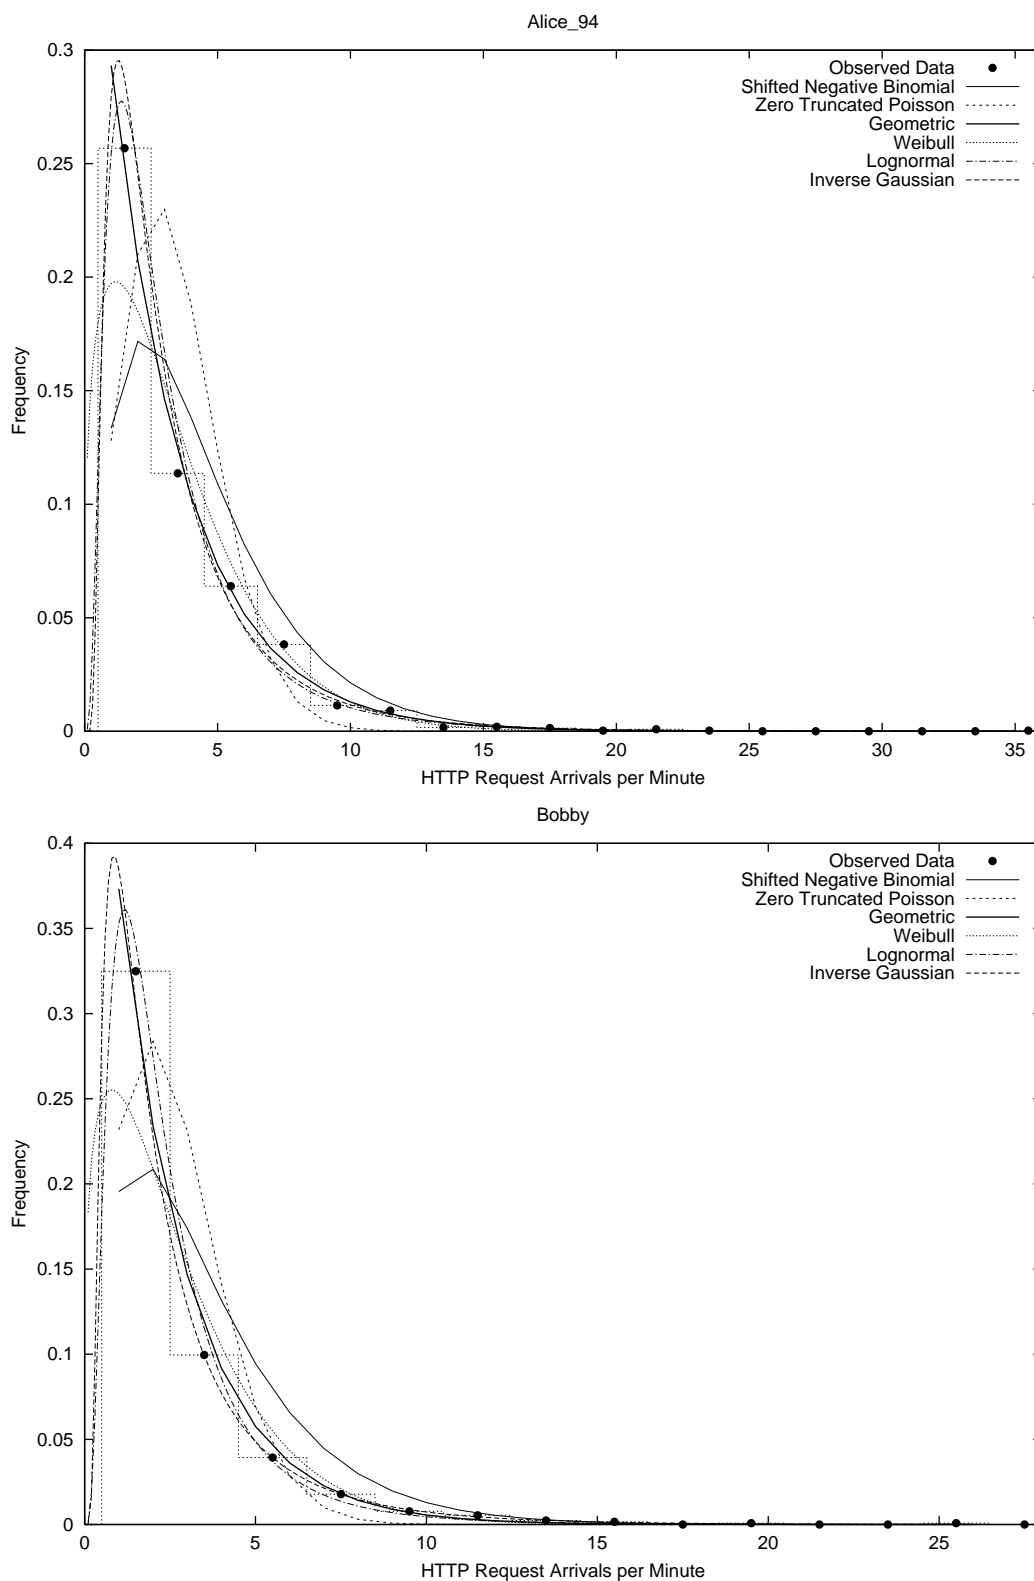 Alice_94
0.3
0.25
0.2
0.15
0.1
0.05
0
Frequency
Observed Data
Shifted Negative Binomial
Zero Truncated Poisson
Geometric
Weibull
Lognormal
Inverse Gaussian
0 5 10 15 20 25 30 35
HTTP Request Arrivals per Minute
Bobby
0.4
0.35
0.3
0.25
0.2
0.15
0.1
0.05
0
Frequency
Observed Data
Shifted Negative Binomial
Zero Truncated Poisson
Geometric
Weibull
Lognormal
Inverse Gaussian
0 5 10 15 20 25
HTTP Request Arrivals per Minute